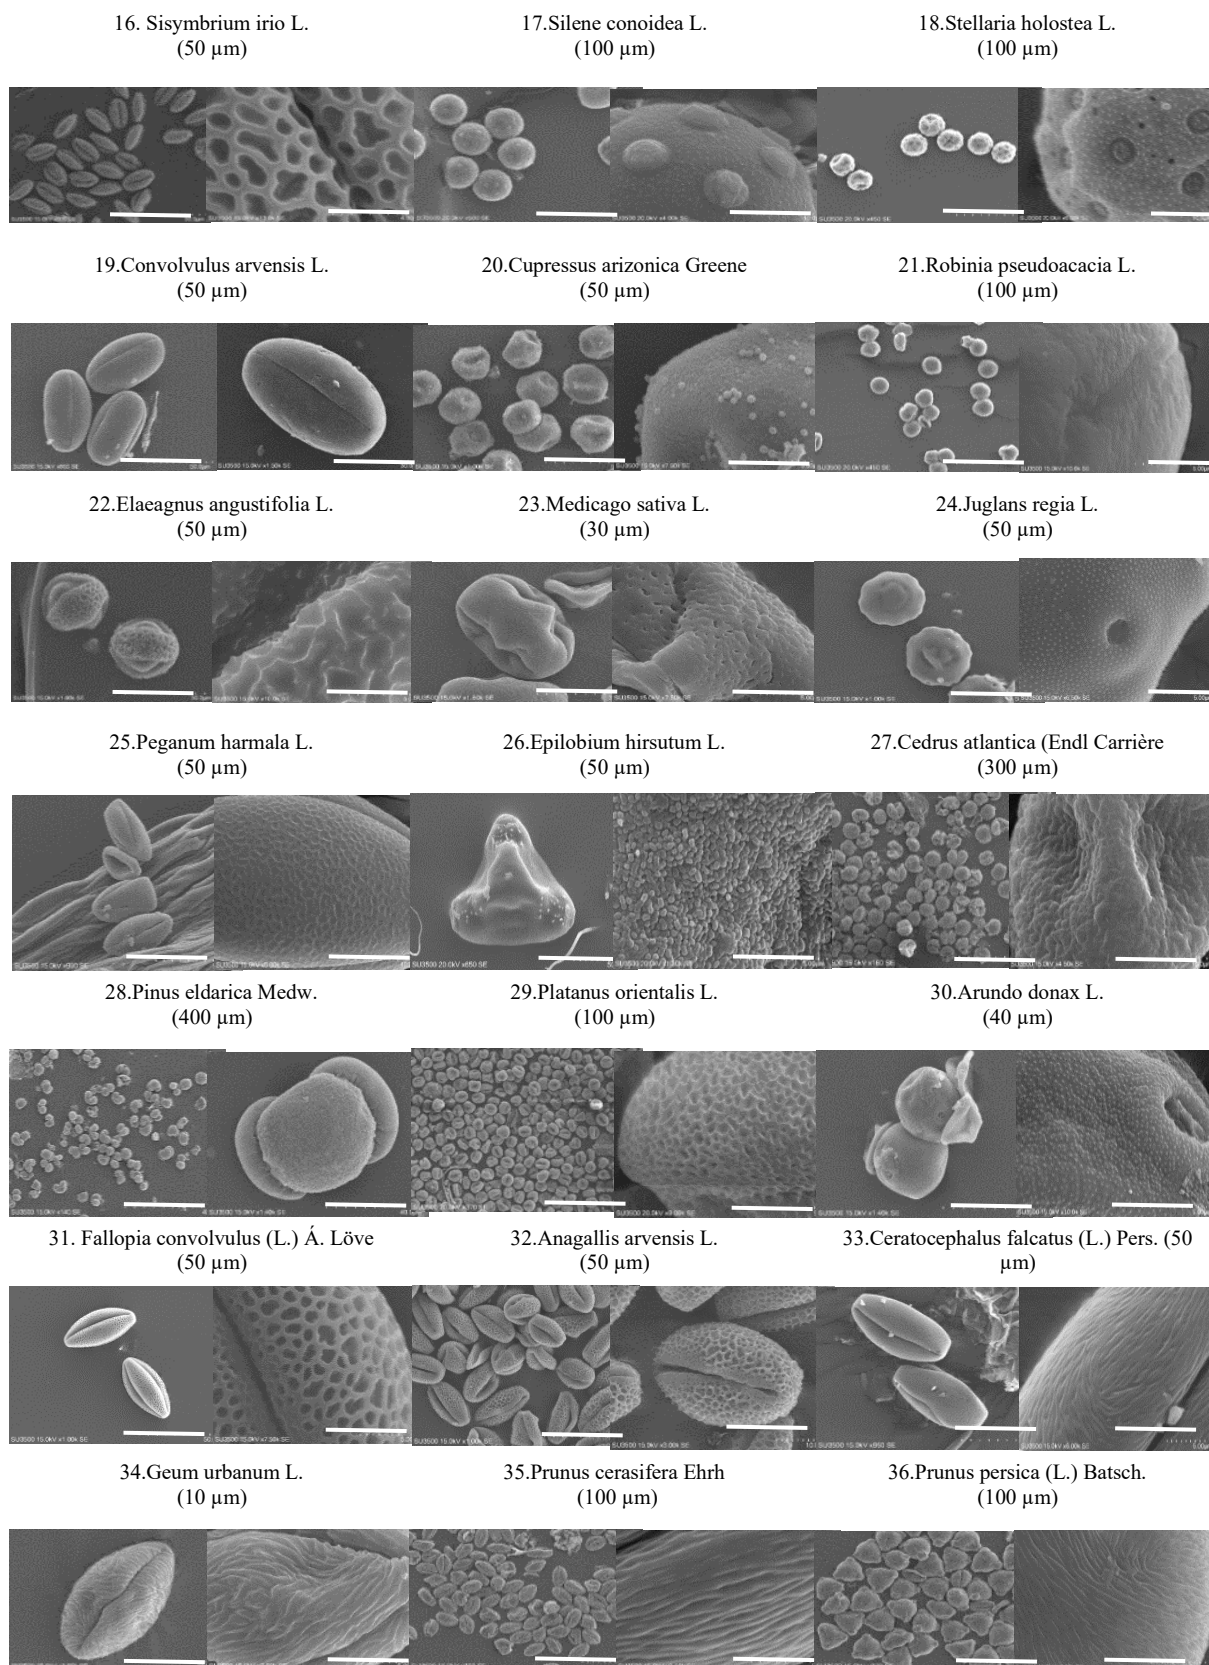 16. Sisymbrium irio L.
(50 µm)
17.Silene conoidea L.
(100 µm)
18.Stellaria holostea L.
(100 µm)
19.Convolvulus arvensis L.
(50 µm)
20.Cupressus arizonica Greene
(50 µm)
21.Robinia pseudoacacia L.
(100 µm)
22.Elaeagnus angustifolia L.
(50 µm)
23.Medicago sativa L.
(30 µm)
24.Juglans regia L.
(50 µm)
25.Peganum harmala L.
(50 µm)
26.Epilobium hirsutum L.
(50 µm)
27.Cedrus atlantica (Endl Carrière
(300 µm)
28.Pinus eldarica Medw.
(400 µm)
29.Platanus orientalis L.
(100 µm)
30.Arundo donax L.
(40 µm)
31. Fallopia convolvulus (L.) Á. Löve
(50 µm)
32.Anagallis arvensis L.
(50 µm)
33.Ceratocephalus falcatus (L.) Pers. (50
µm)
34.Geum urbanum L.
(10 µm)
35.Prunus cerasifera Ehrh
(100 µm)
36.Prunus persica (L.) Batsch.
(100 µm)